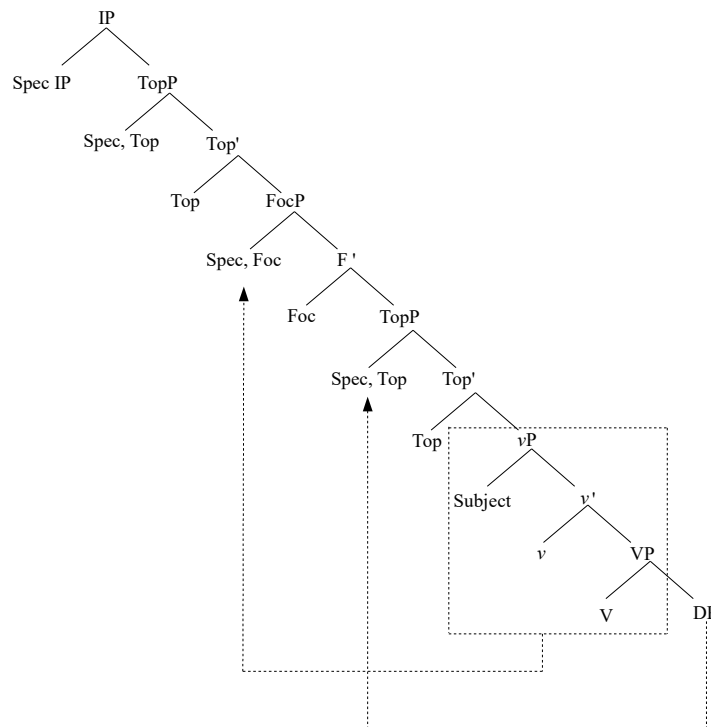 IP
Spec IP TopP
Spec, Top Top'
Top FocP
Spec, Foc F '
Foc TopP
Spec, Top Top'
Top vP
Subject v'
v VP
V